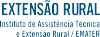 EXTENSÃO RURAL
Instituto de Assistência Técnica
e Extensão Rural / EMATER